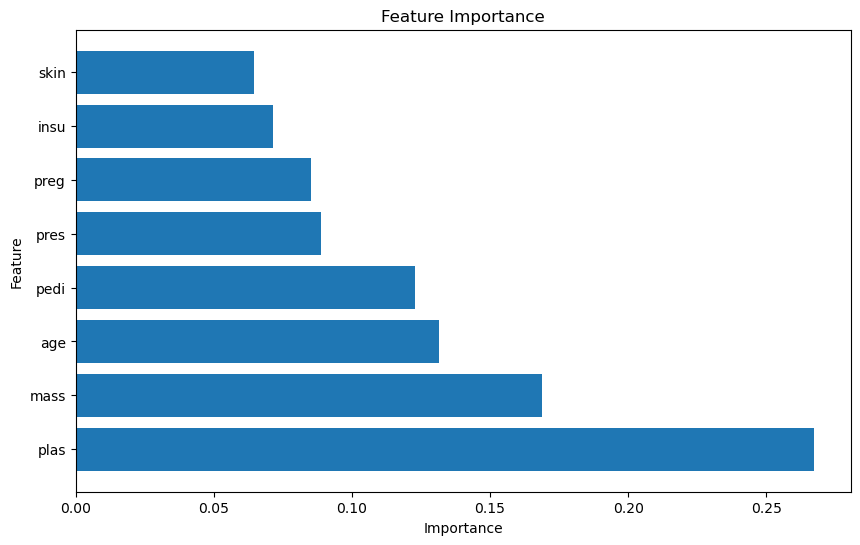 Feature Importance
skin
insu
preg
pres
pedi
age
mass
plas
Feature
0.00 0.05 0.10 0.15 0.20 0.25
Importance